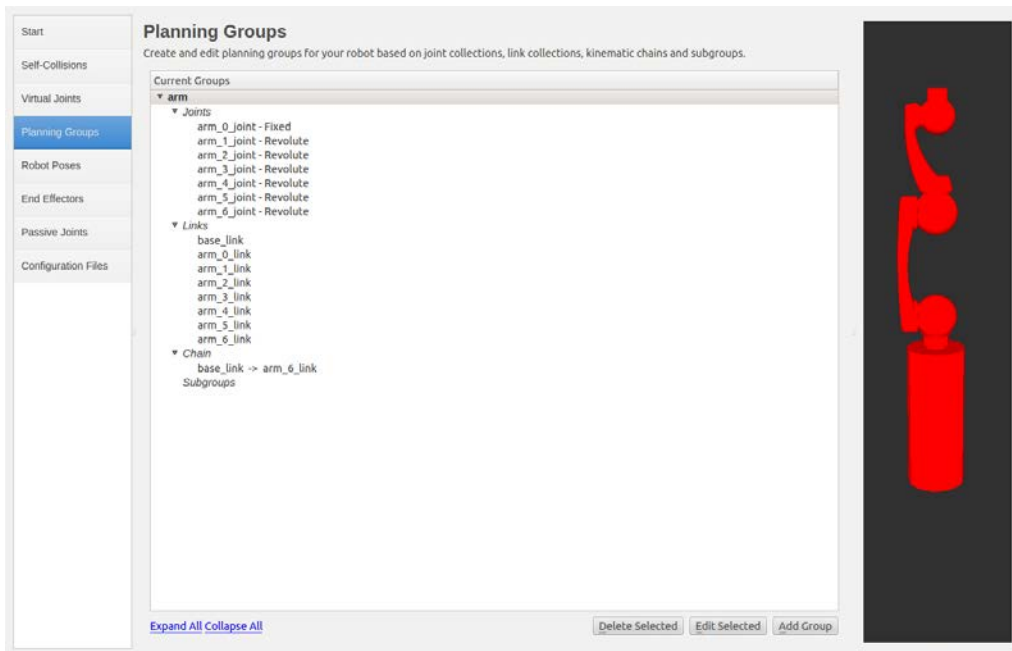 Start
Self-Collisions
Virtual Joints
Planning Groups
Robot Poses
End Effectors
Passive Joints
Configuration Files
Planning Groups
Create and edit planning groups for your robot based on joint collections, link collections, kinematic chains and subgroups.
Current Groups
arm
Joints
arm_0_joint - Fixed
arm_1_joint - Revolute
arm_2_joint - Revolute
arm_3_joint - Revolute
arm_4_joint - Revolute
arm_5_joint - Revolute
arm_6_joint - Revolute
Links
base_link
arm_0_link
arm_1_link
arm_2_link
arm_3_link
arm_4_link
arm_5_link
arm_6_link
Chain
base_link -> arm_6_link
Subgroups
Expand All Collapse All
Delete Selected Edit Selected Add Group